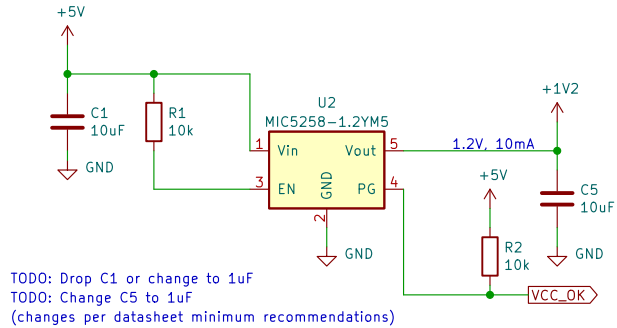 +5V
+1V2
C1
10uF
R1
10k
GND
U2
MIC5258-1.2YM5
1 Vin Vout 5
3 EN GND PG 4
2
1.2V, 10mA
+5V
C5
10uF
GND
GND
R2
10k
VCC_OK
TODO: Drop C1 or change to 1uF
TODO: Change C5 to 1uF
(changes per datasheet minimum recommendations)